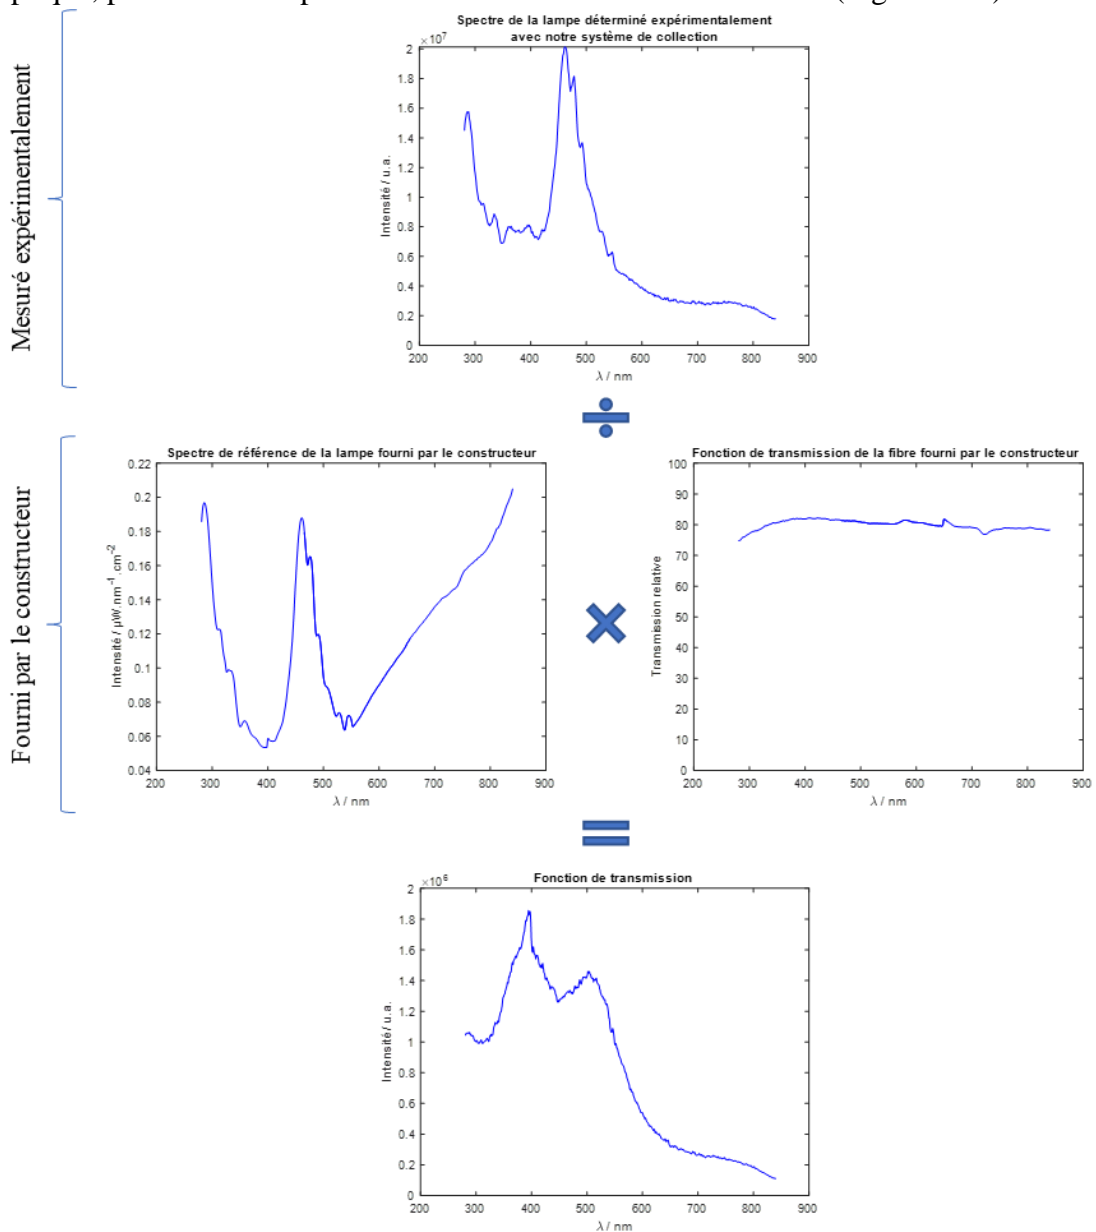 Spectre de la lampe déterminé expérimentalement
avec notre système de collection
×10⁷
2
1.8
1.6
1.4
1.2
1
0.8
0.6
0.4
0.2
0
Intensité / u.a.
200 300 400 500 600 700 800 900
λ / nm
Mesuré expérimentalement
÷
Fourni par le constructeur
Spectre de référence de la lampe fourni par le constructeur
0.22
0.2
0.18
0.16
0.14
0.12
0.1
0.08
0.06
0.04
Intensité / µW.nm⁻¹.cm⁻²
200 300 400 500 600 700 800 900
λ / nm
×
Fonction de transmission de la fibre fourni par le constructeur
100
90
80
70
60
50
40
30
20
10
0
Transmission relative
200 300 400 500 600 700 800 900
λ / nm
=
Fonction de transmission
×10⁶
2
1.8
1.6
1.4
1.2
1
0.8
0.6
0.4
0.2
0
Intensité / u.a.
200 300 400 500 600 700 800 900
λ / nm